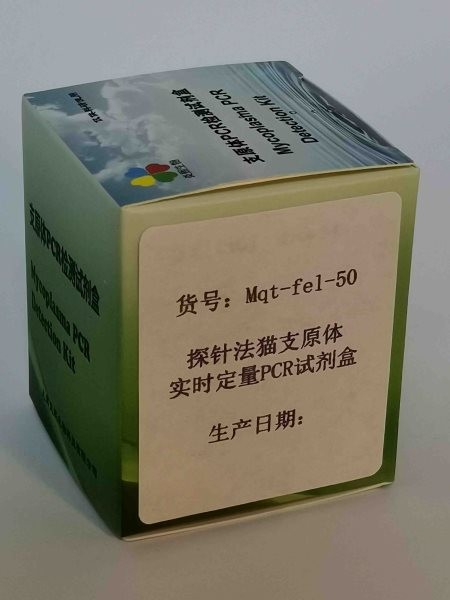 支原体PCR检测试剂盒
Mycoplasma PCR
Detection Kit
支原体PCR检测试剂盒
Mycoplasma PCR
Detection Kit
货号：Mqt-fel-50
探针法猫支原体
实时定量PCR试剂盒
生产日期：